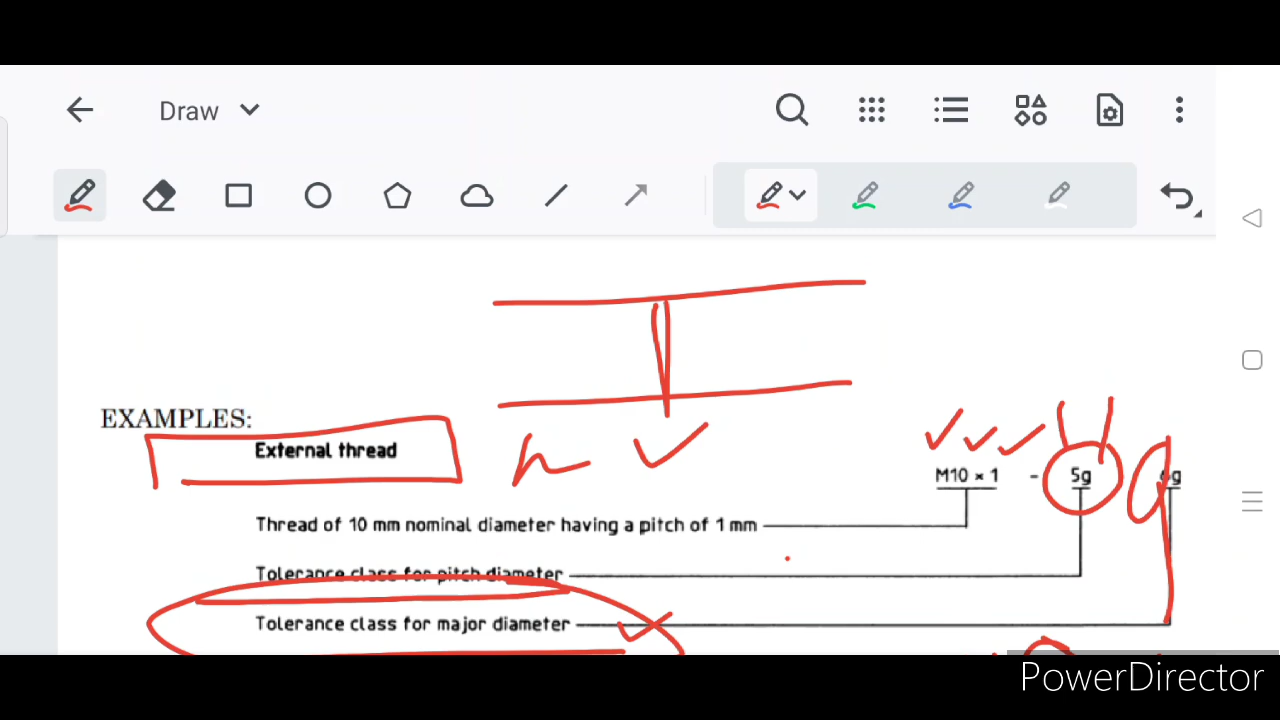 Draw
EXAMPLES:
External thread
M10 × 1 - 5g
Thread of 10 mm nominal diameter having a pitch of 1 mm
Tolerance class for pitch diameter
Tolerance class for major diameter
PowerDirector